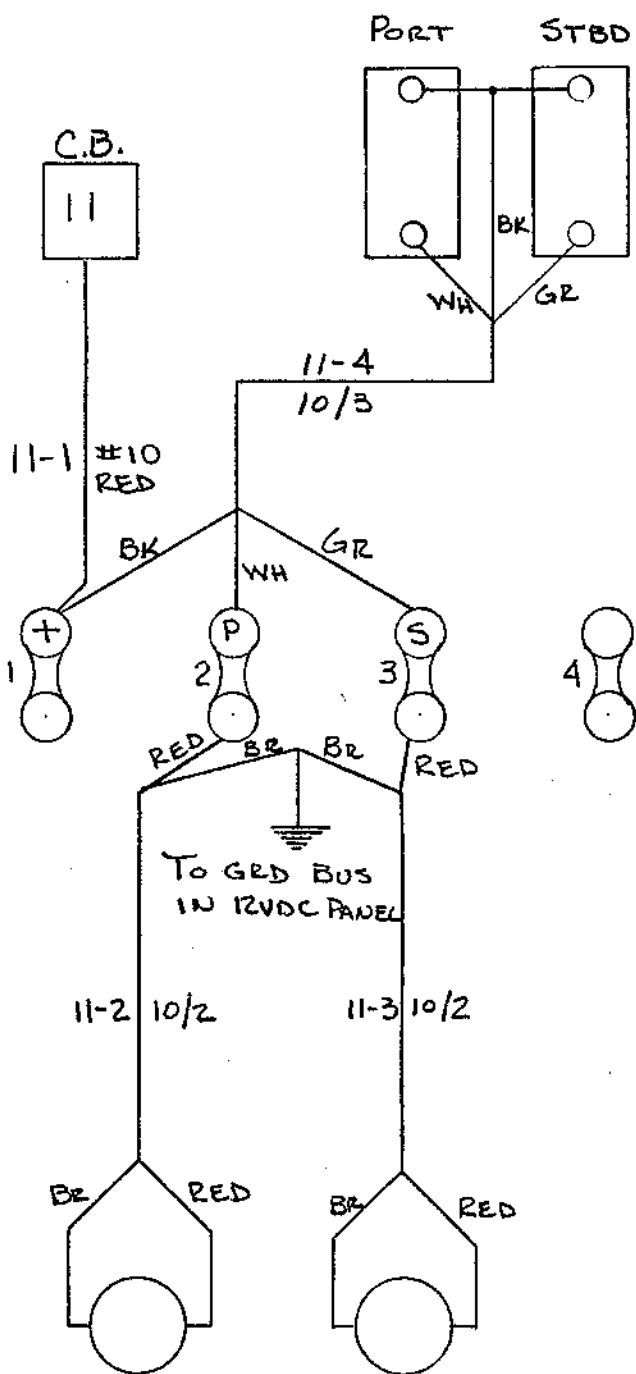 PORT STBD
C.B.
11
BK
WH GR
11-4
10/3
11-1 #10
RED
BK WH GR
+ P S
1 2 3 4
RED BR BR RED
TO GRD BUS
IN 12VDC PANEL
11-2 10/2 11-3 10/2
BR RED BR RED